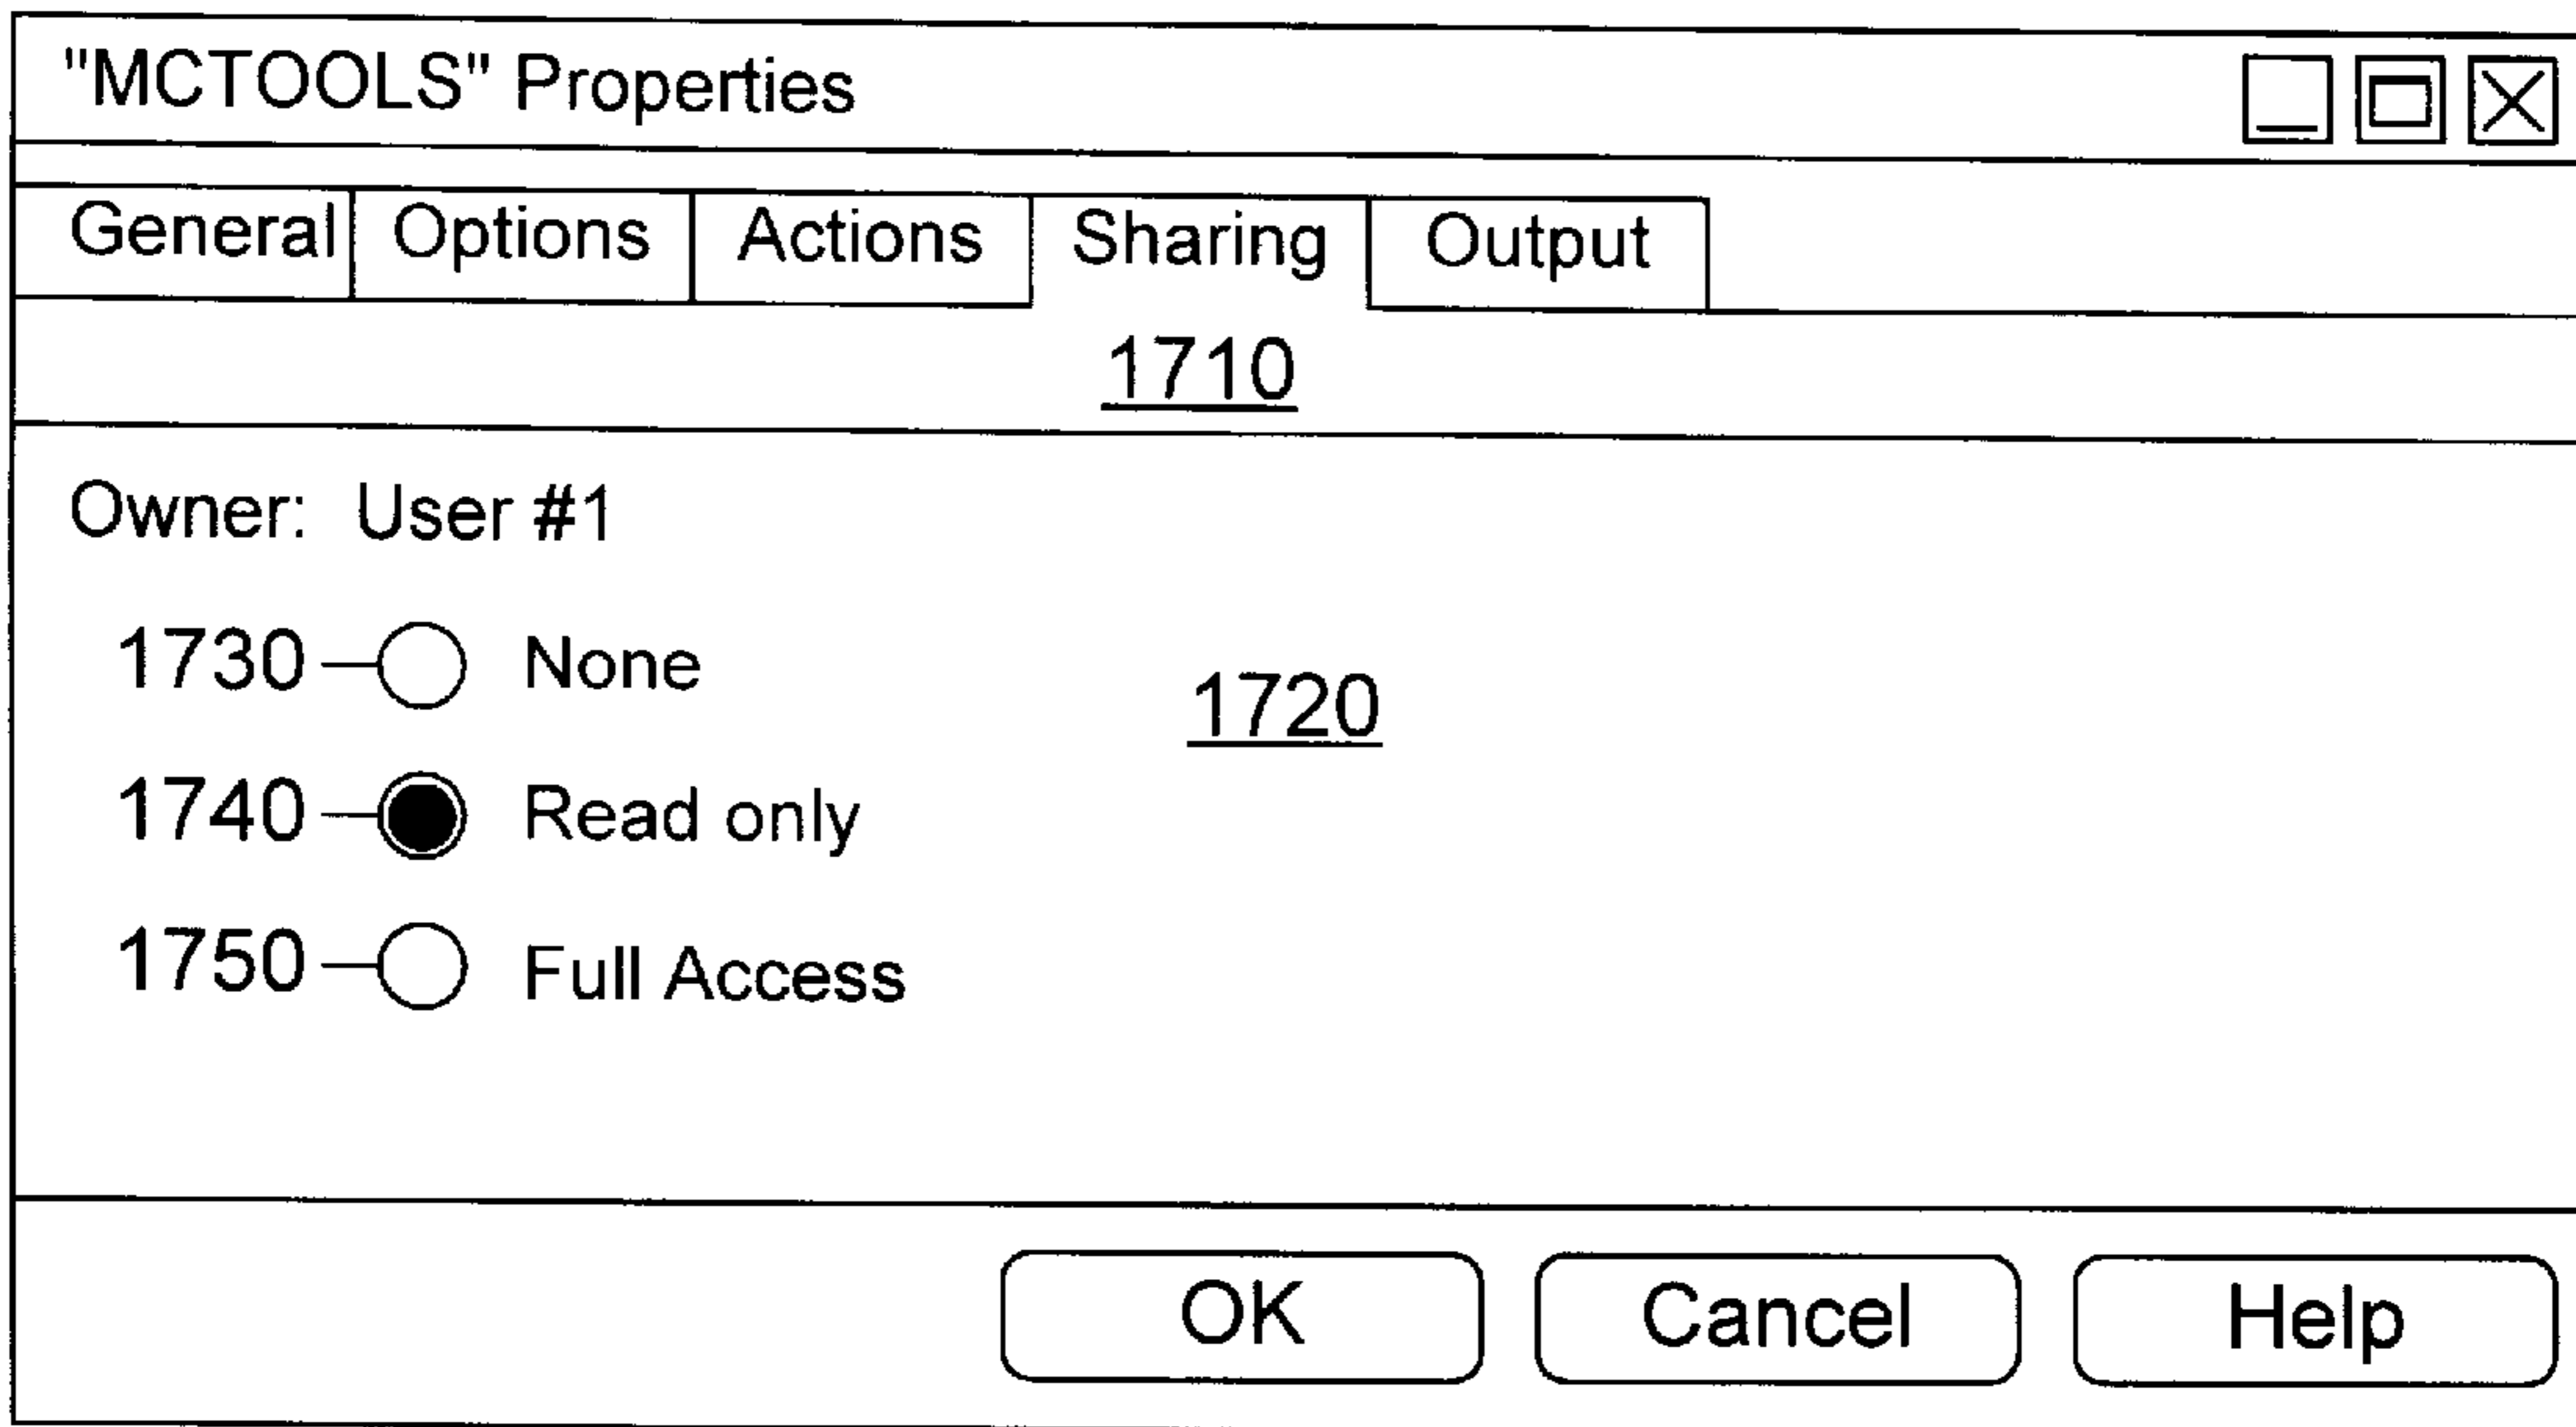 "MCTOOLS" Properties
General Options Actions Sharing Output
1710
Owner: User #1
1730 None
1720
1740 Read only
1750 Full Access
OK Cancel Help